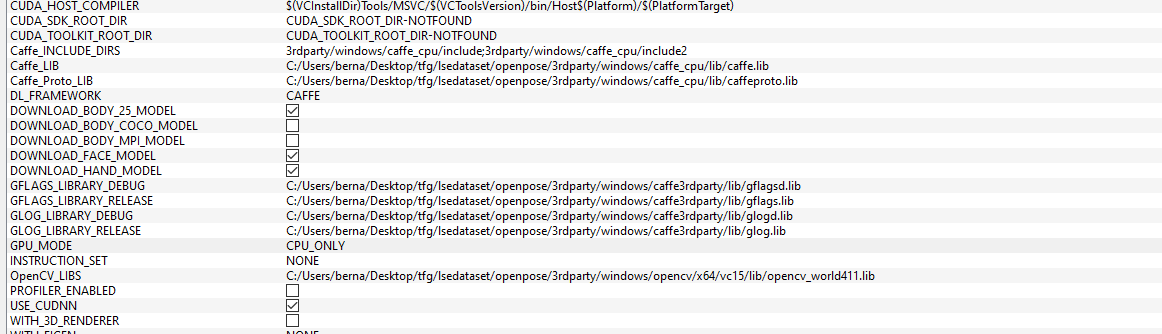 CUDA_HOST_COMPILER $(VCInstallDir)Tools/MSVC/$(VCToolsVersion)/bin/Host$(Platform)/$(PlatformTarget)
CUDA_SDK_ROOT_DIR CUDA_SDK_ROOT_DIR-NOTFOUND
CUDA_TOOLKIT_ROOT_DIR CUDA_TOOLKIT_ROOT_DIR-NOTFOUND
Caffe_INCLUDE_DIRS 3rdparty/windows/caffe_cpu/include;3rdparty/windows/caffe_cpu/include2
Caffe_LIB C:/Users/berna/Desktop/tfg/lsedataset/openpose/3rdparty/windows/caffe_cpu/lib/caffe.lib
Caffe_Proto_LIB C:/Users/berna/Desktop/tfg/lsedataset/openpose/3rdparty/windows/caffe_cpu/lib/caffeproto.lib
DL_FRAMEWORK CAFFE
DOWNLOAD_BODY_25_MODEL
DOWNLOAD_BODY_COCO_MODEL
DOWNLOAD_BODY_MPI_MODEL
DOWNLOAD_FACE_MODEL
DOWNLOAD_HAND_MODEL
GFLAGS_LIBRARY_DEBUG C:/Users/berna/Desktop/tfg/lsedataset/openpose/3rdparty/windows/caffe3rdparty/lib/gflagsd.lib
GFLAGS_LIBRARY_RELEASE C:/Users/berna/Desktop/tfg/lsedataset/openpose/3rdparty/windows/caffe3rdparty/lib/gflags.lib
GLOG_LIBRARY_DEBUG C:/Users/berna/Desktop/tfg/lsedataset/openpose/3rdparty/windows/caffe3rdparty/lib/glogd.lib
GLOG_LIBRARY_RELEASE C:/Users/berna/Desktop/tfg/lsedataset/openpose/3rdparty/windows/caffe3rdparty/lib/glog.lib
GPU_MODE CPU_ONLY
INSTRUCTION_SET NONE
OpenCV_LIBS C:/Users/berna/Desktop/tfg/lsedataset/openpose/3rdparty/windows/opencv/x64/vc15/lib/opencv_world411.lib
PROFILER_ENABLED
USE_CUDNN
WITH_3D_RENDERER
WITH_EIGEN NONE